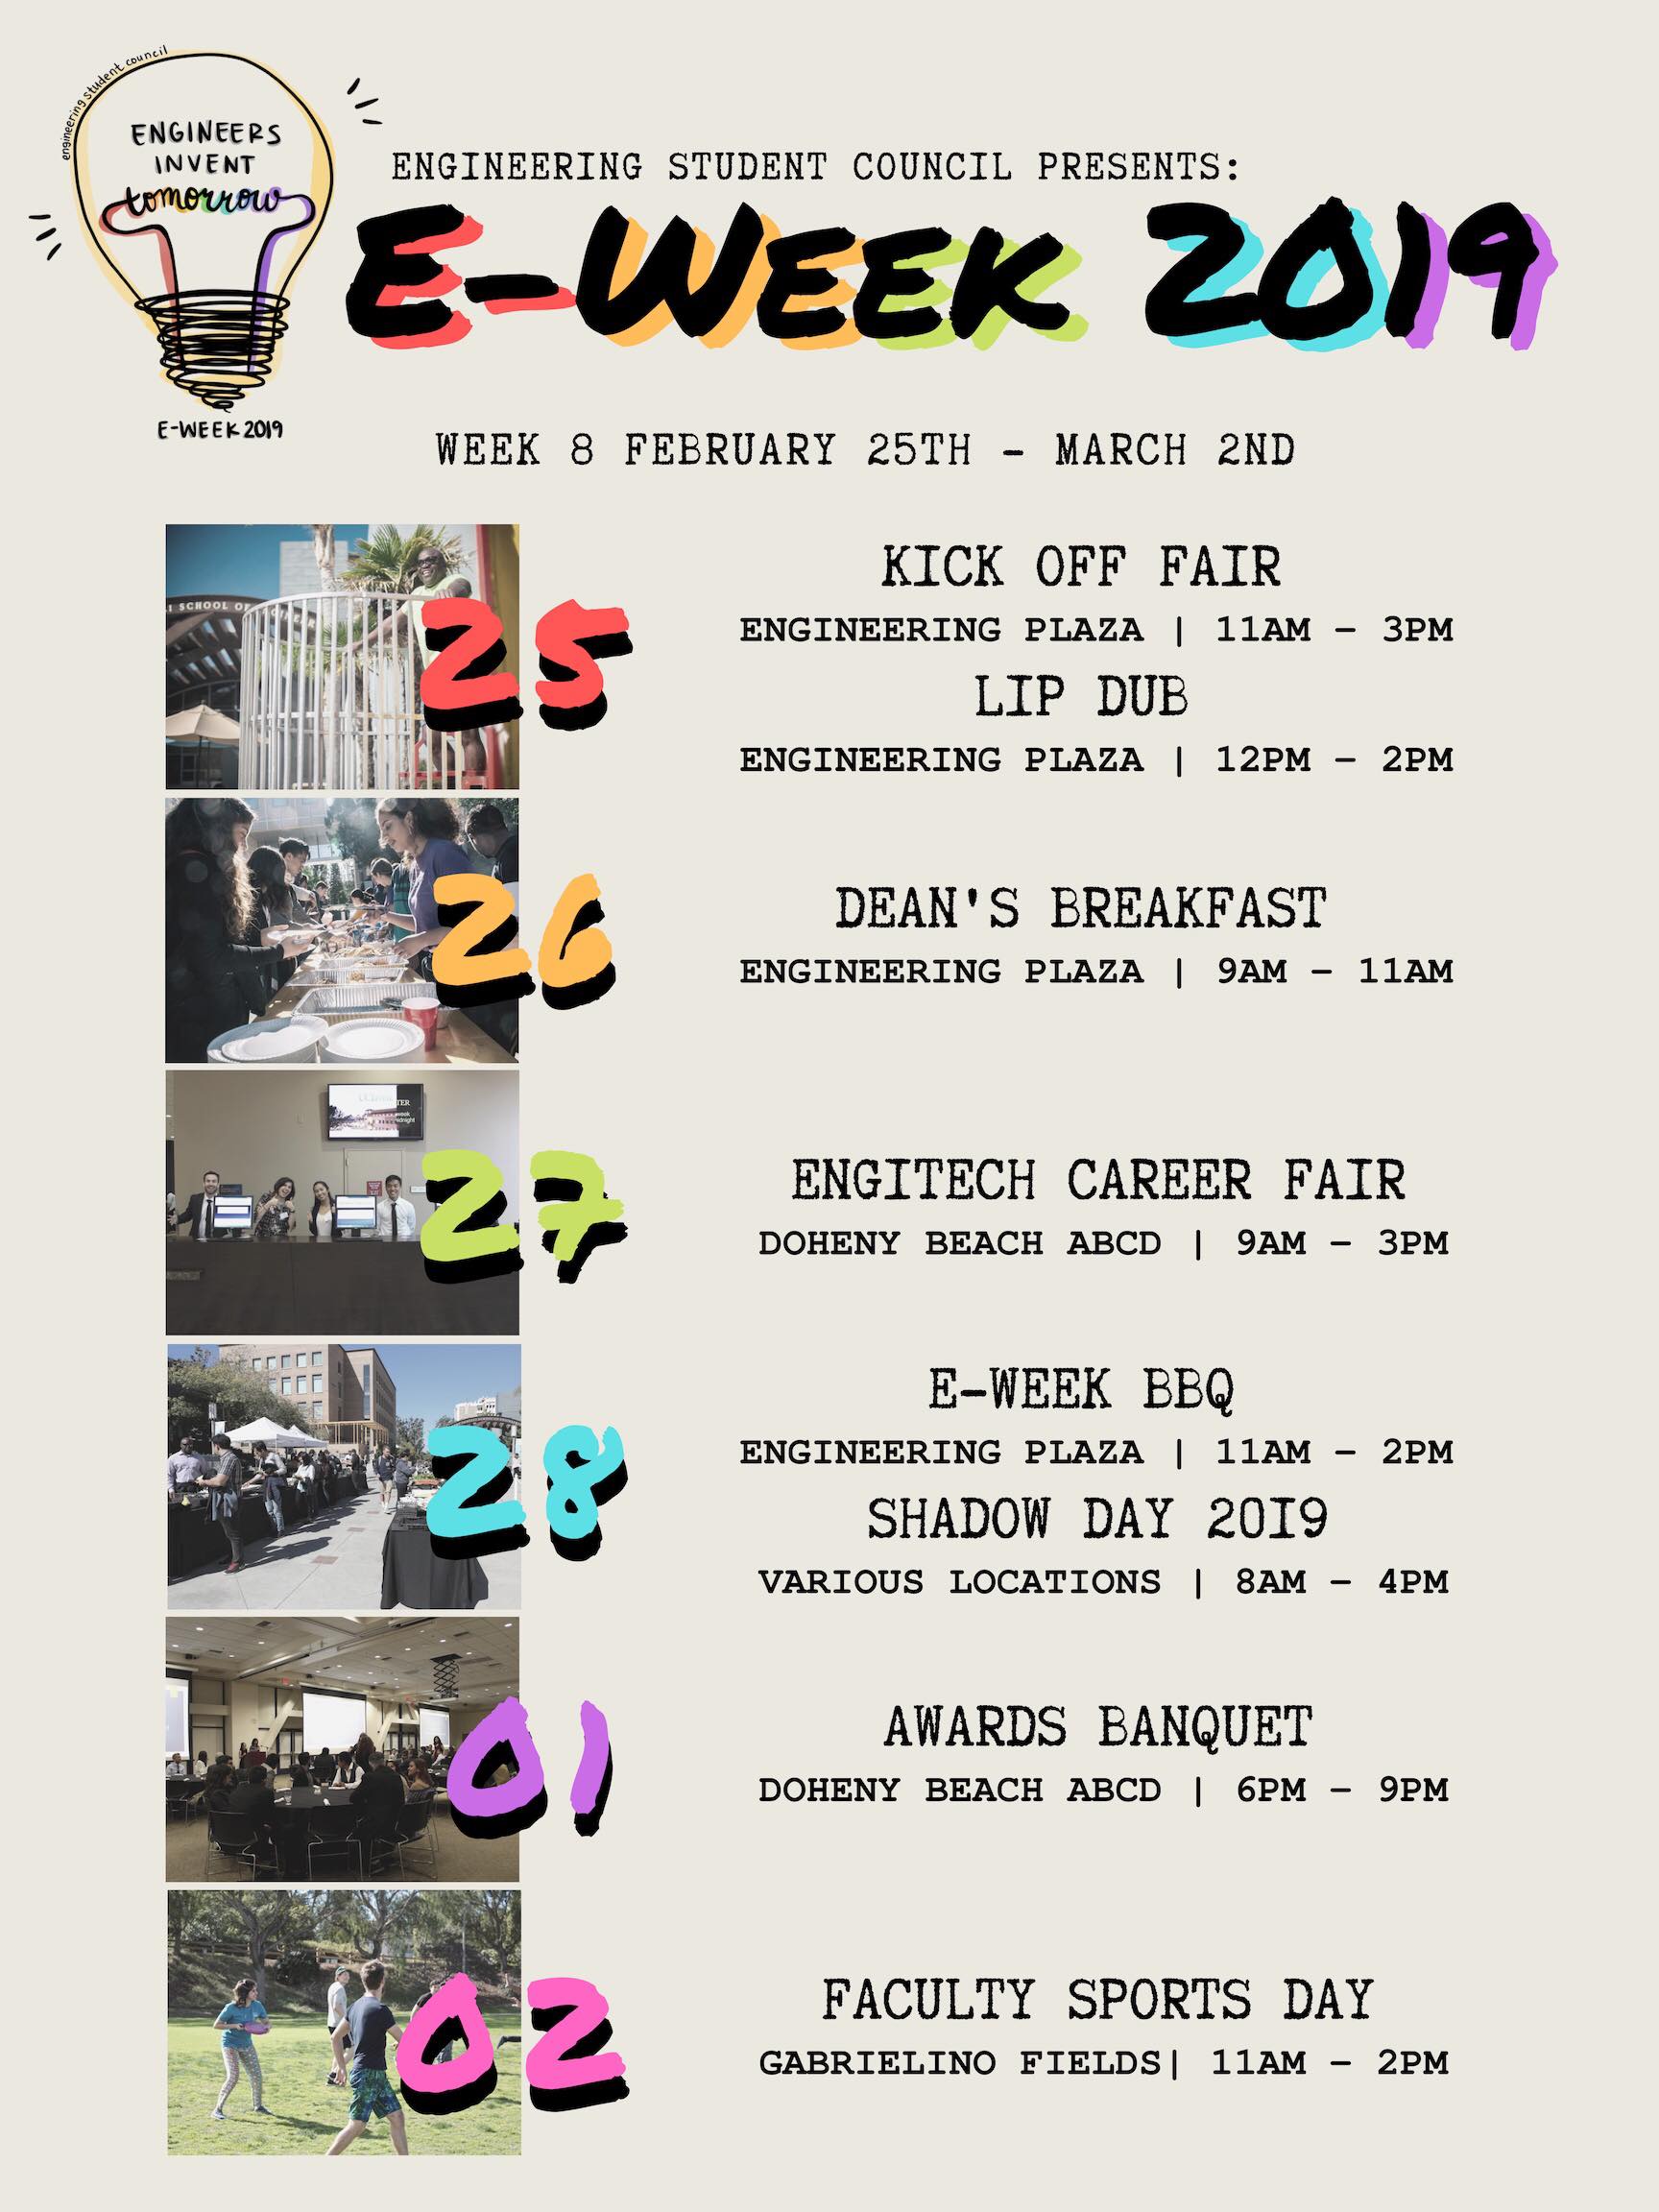 engineering student council
ENGINEERS
INVENT
tomorrow
E-WEEK 2019
ENGINEERING STUDENT COUNCIL PRESENTS:
E-WEEK 2019
WEEK 8 FEBRUARY 25TH - MARCH 2ND
SCHOOL OF
25
KICK OFF FAIR
ENGINEERING PLAZA | 11AM - 3PM
LIP DUB
ENGINEERING PLAZA | 12PM - 2PM
26
DEAN'S BREAKFAST
ENGINEERING PLAZA | 9AM - 11AM
27
ENGITECH CAREER FAIR
DOHENY BEACH ABCD | 9AM - 3PM
28
E-WEEK BBQ
ENGINEERING PLAZA | 11AM - 2PM
SHADOW DAY 2019
VARIOUS LOCATIONS | 8AM - 4PM
01
AWARDS BANQUET
DOHENY BEACH ABCD | 6PM - 9PM
02
FACULTY SPORTS DAY
GABRIELINO FIELDS| 11AM - 2PM